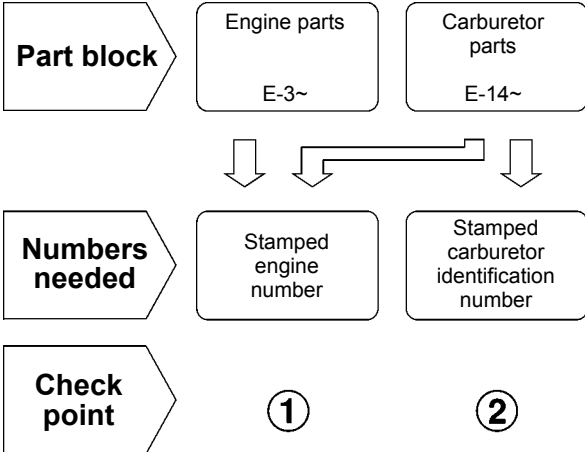 Part block
Engine parts
E-3~
Carburetor
parts
E-14~
Numbers
needed
Stamped
engine
number
Stamped
carburetor
identification
number
Check
point
①
②